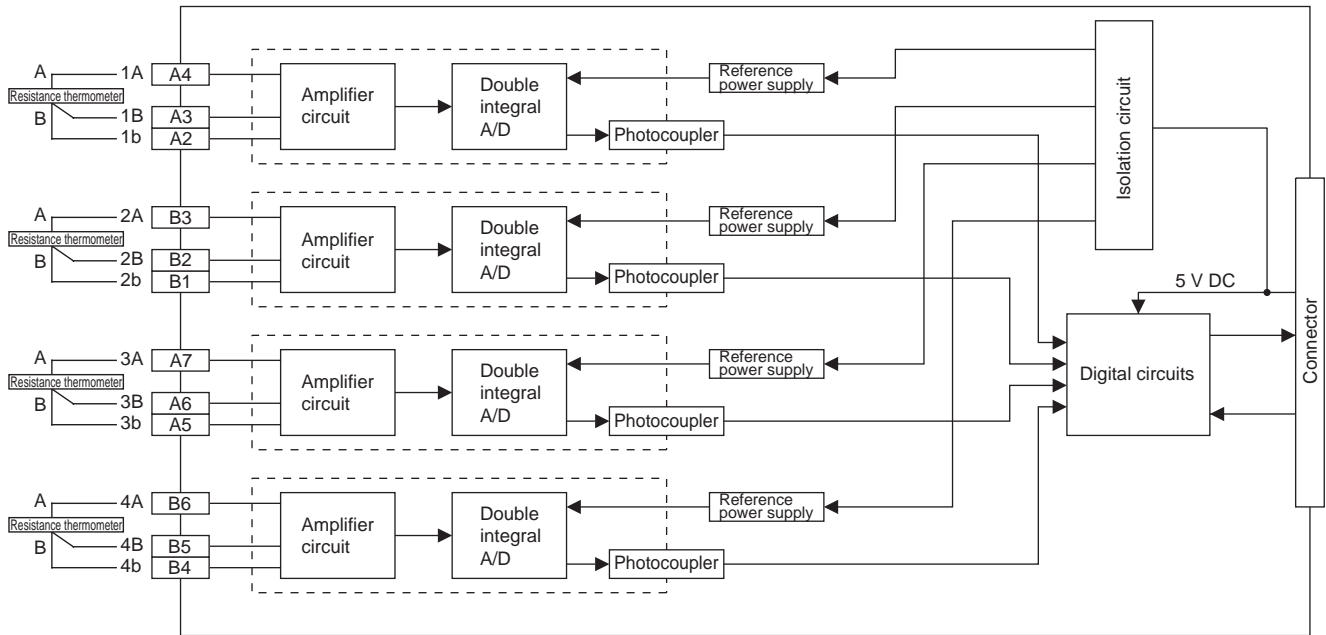 A
Resistance thermometer
B
1A
1B
1b
A4
A3
A2
Amplifier
circuit
Double
integral
A/D
Reference
power supply
Photocoupler
A
Resistance thermometer
B
2A
2B
2b
B3
B2
B1
Amplifier
circuit
Double
integral
A/D
Reference
power supply
Photocoupler
A
Resistance thermometer
B
3A
3B
3b
A7
A6
A5
Amplifier
circuit
Double
integral
A/D
Reference
power supply
Photocoupler
A
Resistance thermometer
B
4A
4B
4b
B6
B5
B4
Amplifier
circuit
Double
integral
A/D
Reference
power supply
Photocoupler
Isolation circuit
5 V DC
Digital circuits
Connector